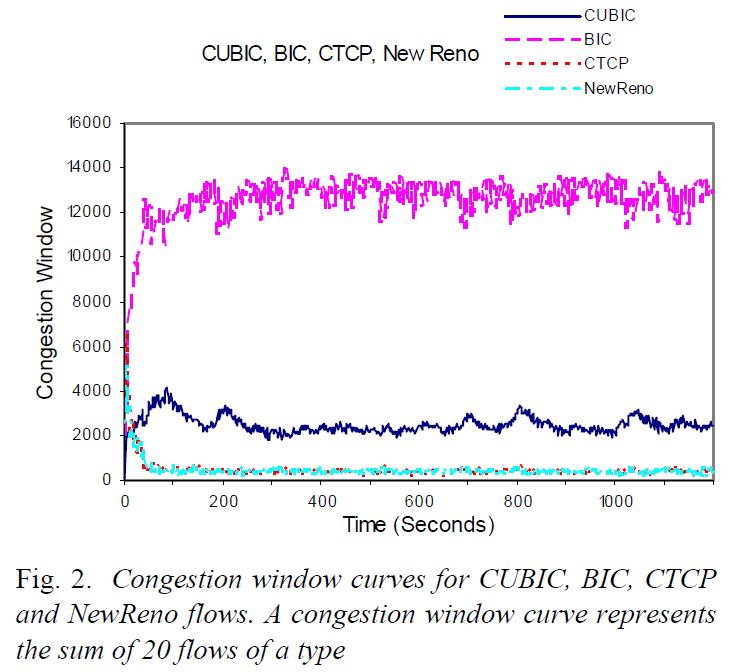 CUBIC
BIC
CTCP
NewReno
CUBIC, BIC, CTCP, New Reno
16000
14000
12000
10000
8000
6000
4000
2000
0
Congestion Window
0 200 400 600 800 1000
Time (Seconds)
Fig. 2. Congestion window curves for CUBIC, BIC, CTCP
and NewReno flows. A congestion window curve represents
the sum of 20 flows of a type